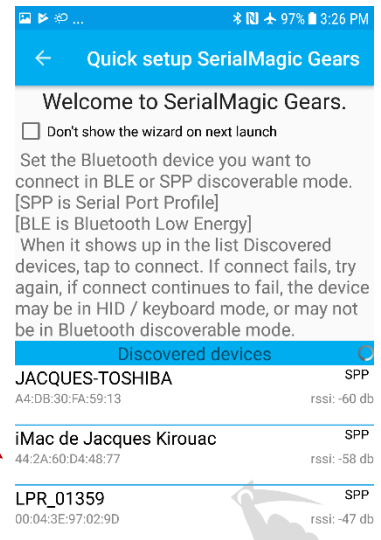 ... 97% 3:26 PM
Quick setup SerialMagic Gears
Welcome to SerialMagic Gears.
Don't show the wizard on next launch
Set the Bluetooth device you want to
connect in BLE or SPP discoverable mode.
[SPP is Serial Port Profile]
[BLE is Bluetooth Low Energy]
When it shows up in the list Discovered
devices, tap to connect. If connect fails, try
again, if connect continues to fail, the device
may be in HID / keyboard mode, or may not
be in Bluetooth discoverable mode.
Discovered devices
JACQUES-TOSHIBA SPP
A4:DB:30:FA:59:13 rssi: -60 db
iMac de Jacques Kirouac SPP
44:2A:60:D4:48:77 rssi: -58 db
LPR_01359 SPP
00:04:3E:97:02:9D rssi: -47 db